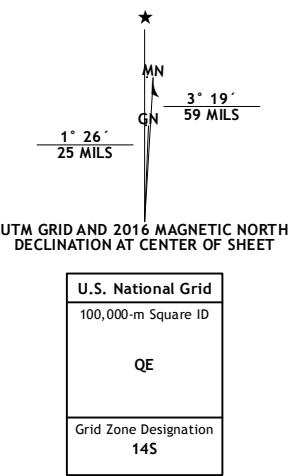 ★
MN
3° 19´
59 MILS
GN
1° 26´
25 MILS
UTM GRID AND 2016 MAGNETIC NORTH
DECLINATION AT CENTER OF SHEET
U.S. National Grid
100,000-m Square ID
QE
Grid Zone Designation
14S